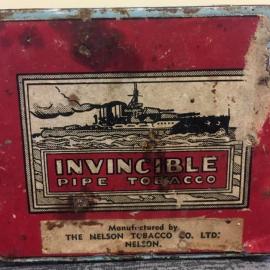 INVINCIBLE
PIPE TOBACCO
Manufactured by
THE NELSON TOBACCO CO. LTD.
NELSON.